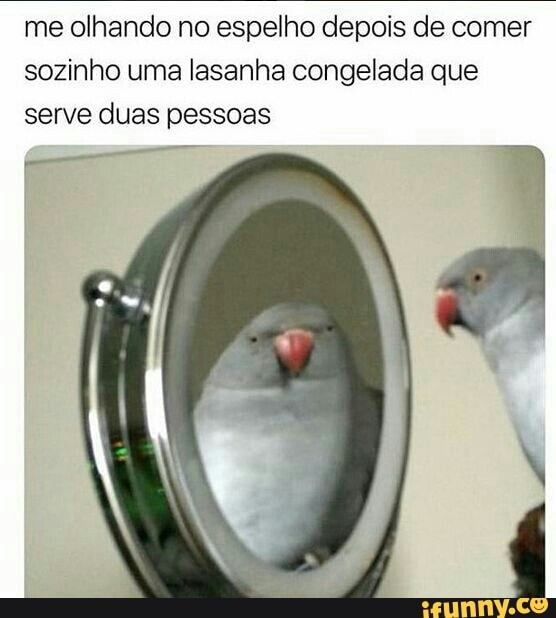 me olhando no espelho depois de comer
sozinho uma lasanha congelada que
serve duas pessoas
ifunny.co